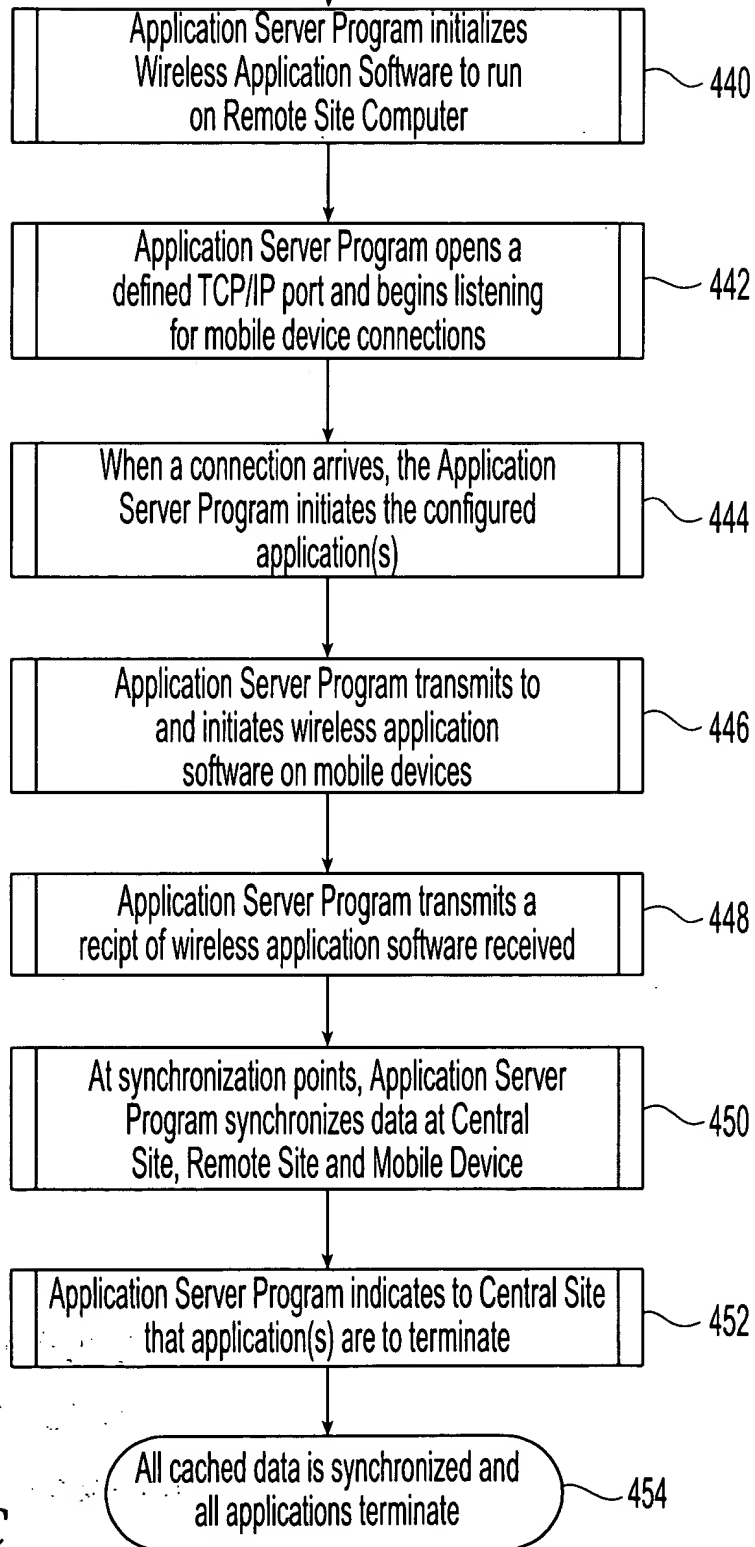 Application Server Program initializes
Wireless Application Software to run
on Remote Site Computer
440
Application Server Program opens a
defined TCP/IP port and begins listening
for mobile device connections
442
When a connection arrives, the Application
Server Program initiates the configured
application(s)
444
Application Server Program transmits to
and initiates wireless application
software on mobile devices
446
Application Server Program transmits a
recipt of wireless application software received
448
At synchronization points, Application Server
Program synchronizes data at Central
Site, Remote Site and Mobile Device
450
Application Server Program indicates to Central Site
that application(s) are to terminate
452
All cached data is synchronized and
all applications terminate
454